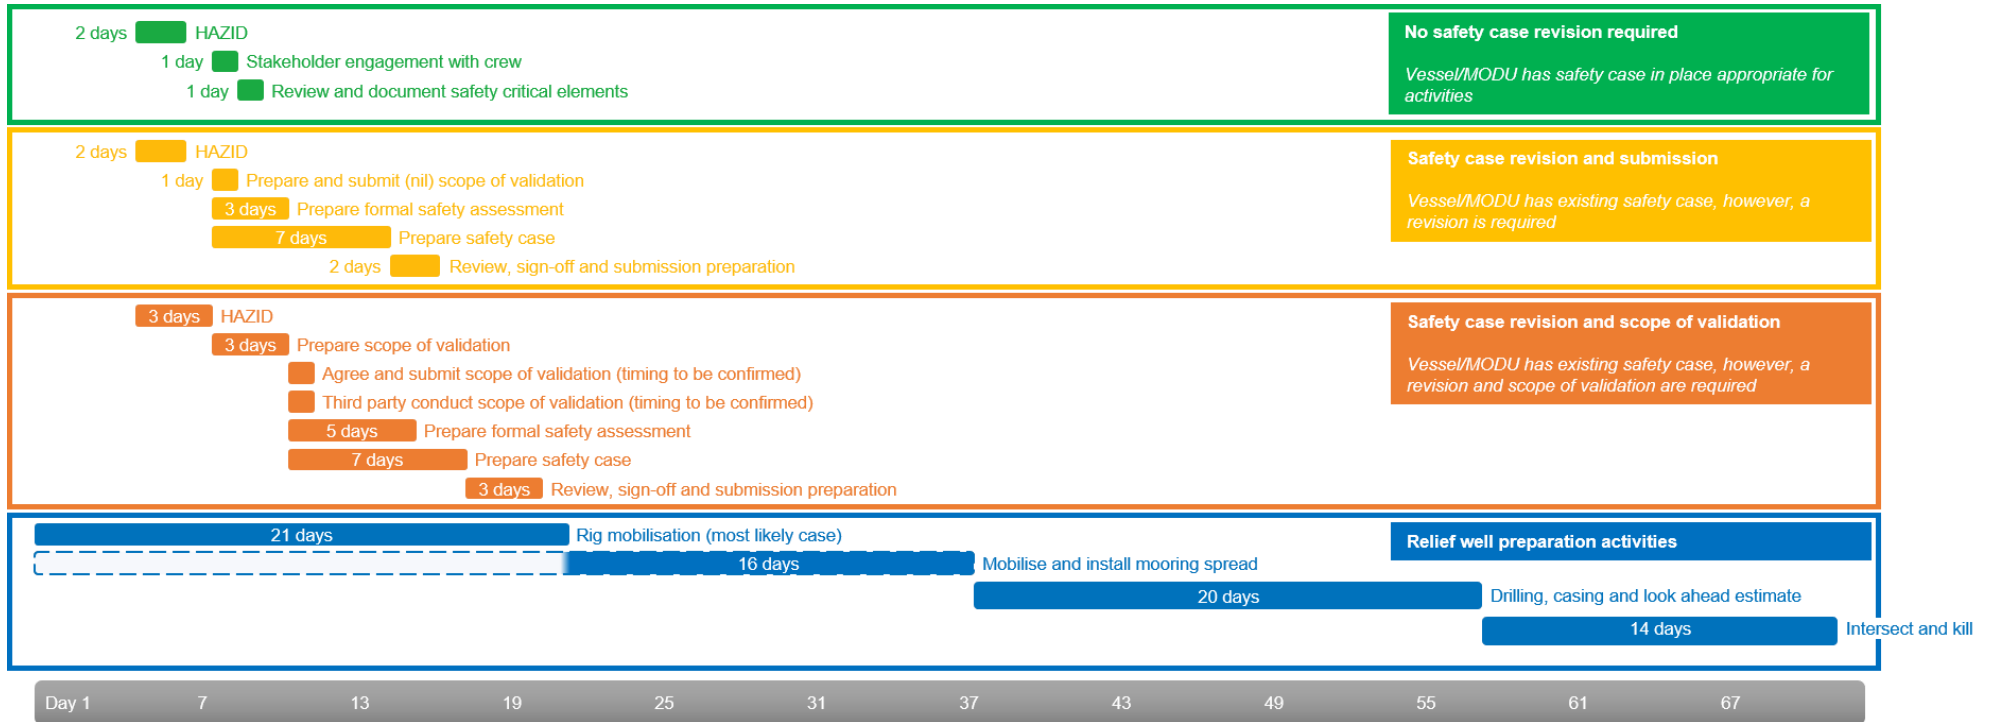 2 days HAZID
1 day Stakeholder engagement with crew
1 day Review and document safety critical elements
No safety case revision required
Vessel/MODU has safety case in place appropriate for
activities
2 days HAZID
1 day Prepare and submit (nil) scope of validation
3 days Prepare formal safety assessment
7 days Prepare safety case
2 days Review, sign-off and submission preparation
Safety case revision and submission
Vessel/MODU has existing safety case, however, a
revision is required
3 days HAZID
3 days Prepare scope of validation
Agree and submit scope of validation (timing to be confirmed)
Third party conduct scope of validation (timing to be confirmed)
5 days Prepare formal safety assessment
7 days Prepare safety case
3 days Review, sign-off and submission preparation
Safety case revision and scope of validation
Vessel/MODU has existing safety case, however, a
revision and scope of validation are required
21 days Rig mobilisation (most likely case)
16 days Mobilise and install mooring spread
20 days Drilling, casing and look ahead estimate
14 days Intersect and kill
Relief well preparation activities
Day 1 7 13 19 25 31 37 43 49 55 61 67